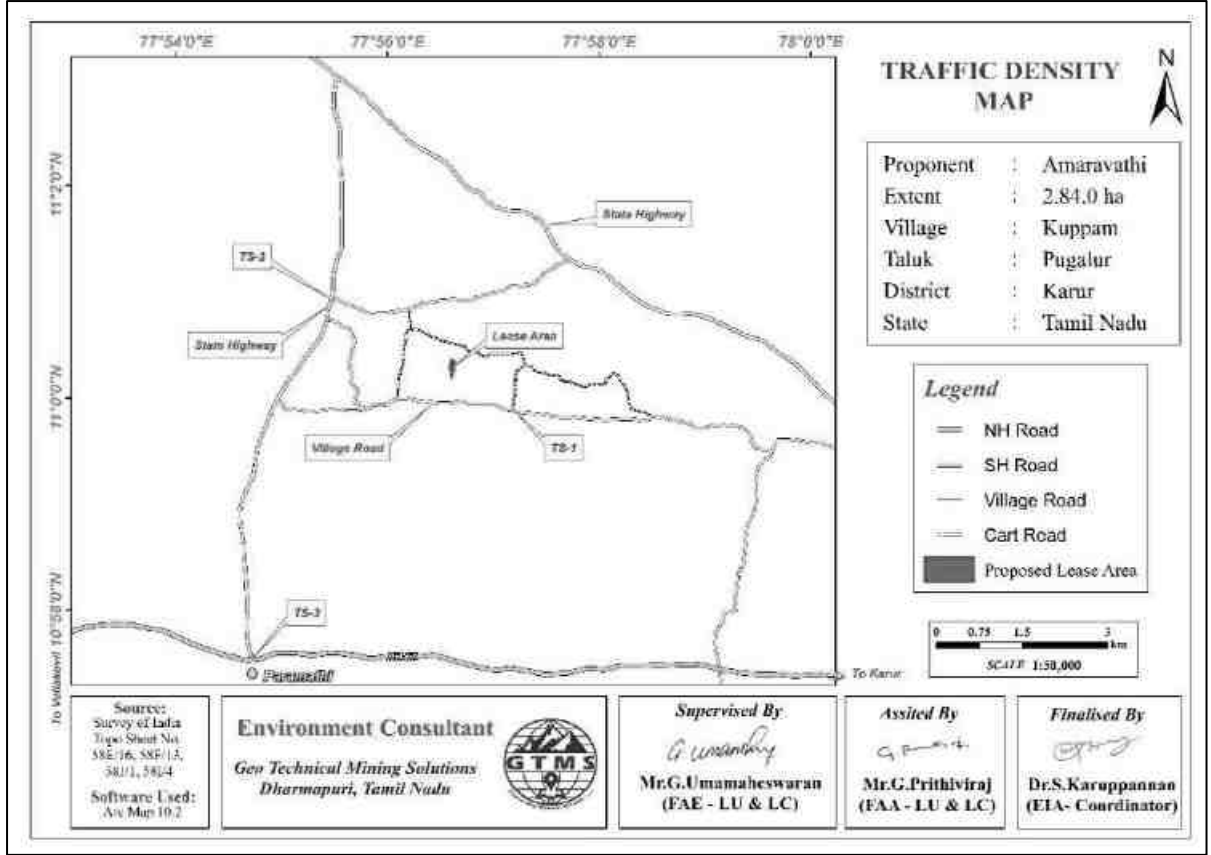 77°54'0"E 77°56'0"E 77°58'0"E 78°0'0"E
TRAFFIC DENSITY
MAP
N
11°2'0"N
11°0'0"N
10°58'0"N
Proponent : Amaravathi
Extent : 2.84.0 ha
Village : Kuppam
Taluk : Pugalur
District : Karur
State : Tamil Nadu
State Highway
TS-2
State Highway
Lease Area
Village Road
TS-1
TS-3
Paramathi
To Karur
Legend
NH Road
SH Road
Village Road
Cart Road
Proposed Lease Area
0 0.75 1.5 3
km
SCALE 1:50,000
Source:
Survey of India
Topo Sheet No.
58E/16, 58F/13,
58I/1, 58I/4
Software Used:
Arc Map 10.2
Environment Consultant
Geo Technical Mining Solutions
Dharmapuri, Tamil Nadu
GTMS
Supervised By
Mr.G.Umamaheswaran
(FAE - LU & LC)
Assited By
Mr.G.Prithiviraj
(FAA - LU & LC)
Finalised By
Dr.S.Karuppannan
(EIA- Coordinator)